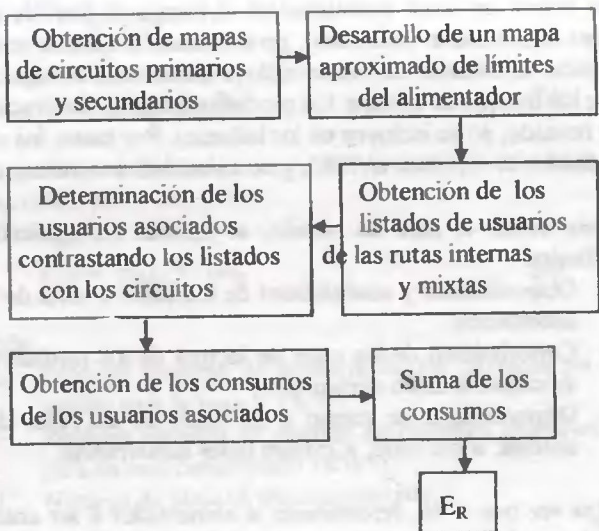 Obtención de mapas
de circuitos primarios
y secundarios
Desarrollo de un mapa
aproximado de límites
del alimentador
Obtención de los
listados de usuarios
de las rutas internas
y mixtas
Determinación de los
usuarios asociados
contrastando los listados
con los circuitos
Obtención de los consumos
de los usuarios asociados
Suma de los
consumos
E_R